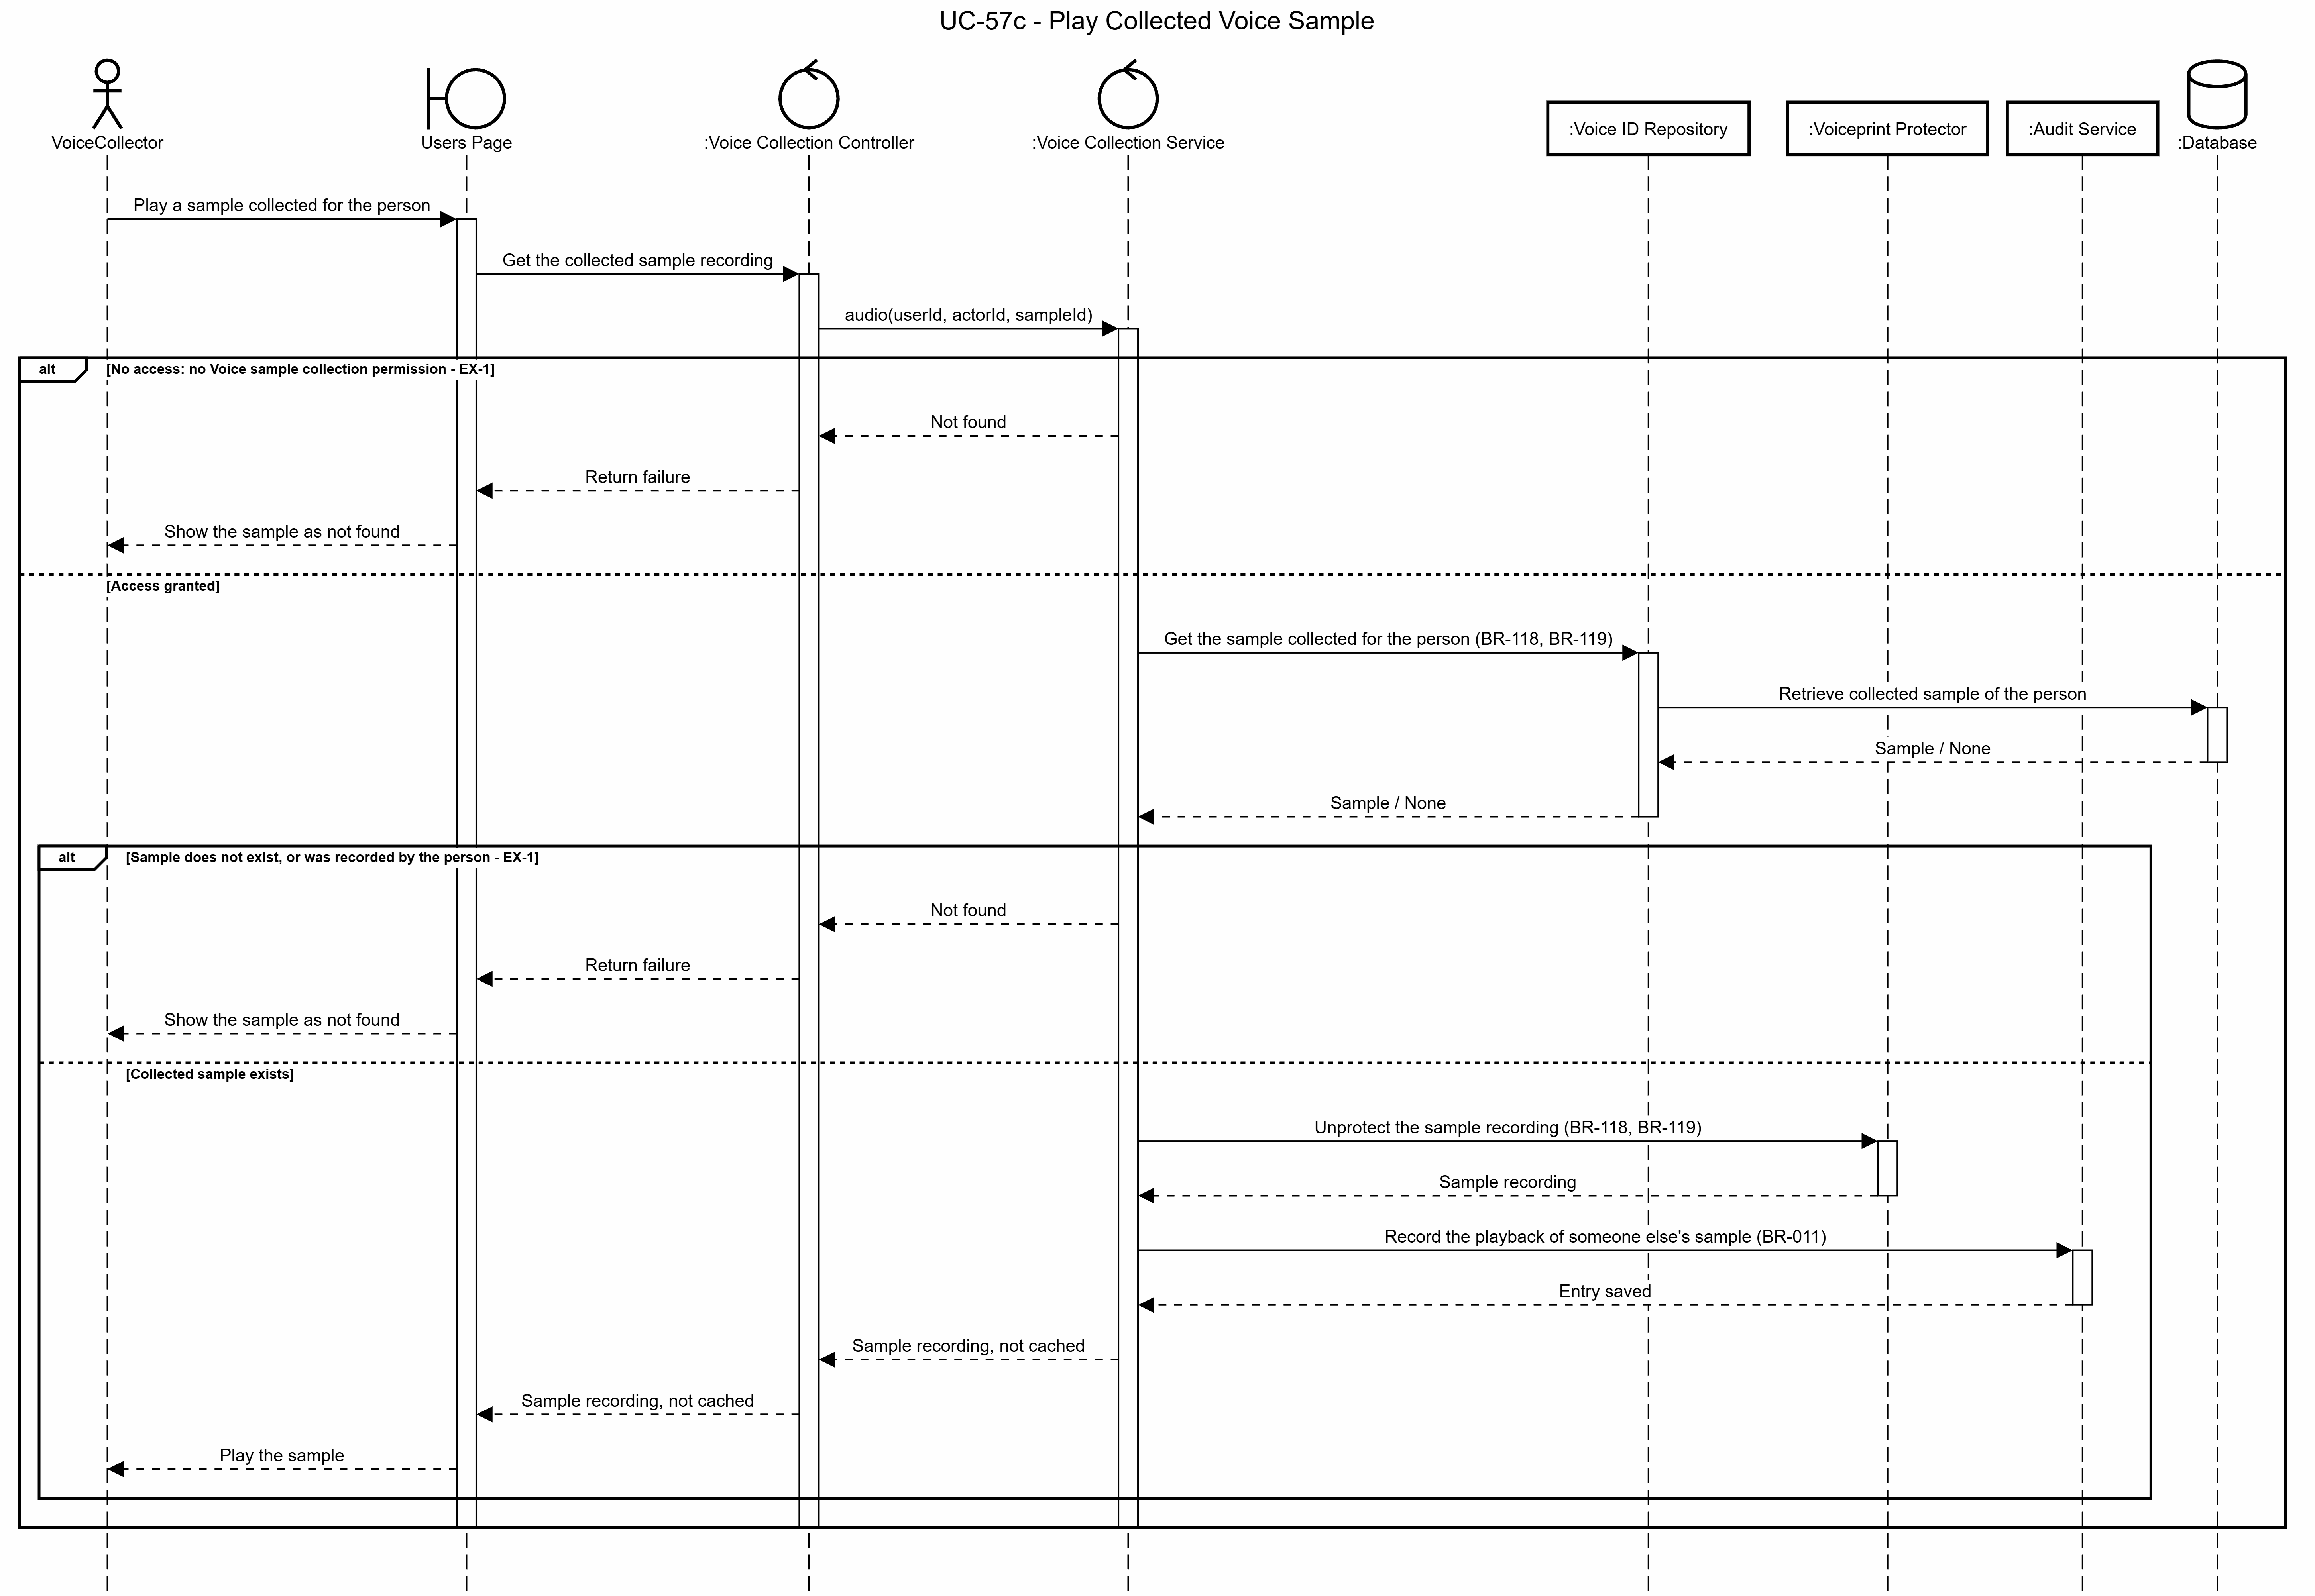 UC-57c - Play Collected Voice Sample
VoiceCollector
Users Page
:Voice Collection Controller
:Voice Collection Service
:Voice ID Repository
:Voiceprint Protector
:Audit Service
:Database
Play a sample collected for the person
Get the collected sample recording
audio(userId, actorId, sampleId)
alt
[No access: no Voice sample collection permission - EX-1]
Not found
Return failure
Show the sample as not found
[Access granted]
Get the sample collected for the person (BR-118, BR-119)
Retrieve collected sample of the person
Sample / None
Sample / None
alt
[Sample does not exist, or was recorded by the person - EX-1]
Not found
Return failure
Show the sample as not found
[Collected sample exists]
Unprotect the sample recording (BR-118, BR-119)
Sample recording
Record the playback of someone else's sample (BR-011)
Entry saved
Sample recording, not cached
Sample recording, not cached
Play the sample